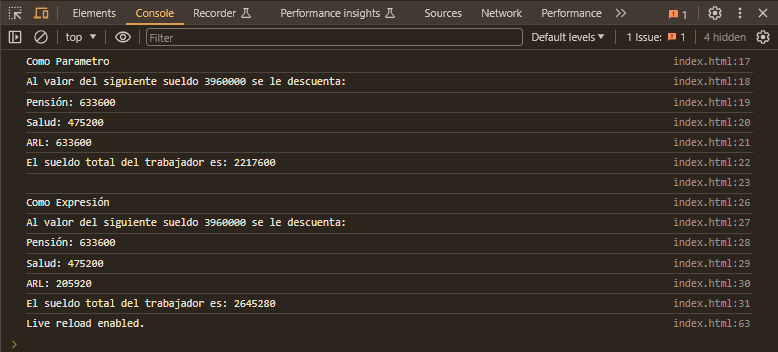 Elements Console Recorder Performance insights Sources Network Performance 1
top Filter Default levels 1 Issue: 1 4 hidden
Como Parametro index.html:17
Al valor del siguiente sueldo 3960000 se le descuenta: index.html:18
Pensión: 633600 index.html:19
Salud: 475200 index.html:20
ARL: 633600 index.html:21
El sueldo total del trabajador es: 2217600 index.html:22
index.html:23
Como Expresión index.html:26
Al valor del siguiente sueldo 3960000 se le descuenta: index.html:27
Pensión: 633600 index.html:28
Salud: 475200 index.html:29
ARL: 205920 index.html:30
El sueldo total del trabajador es: 2645280 index.html:31
Live reload enabled. index.html:63